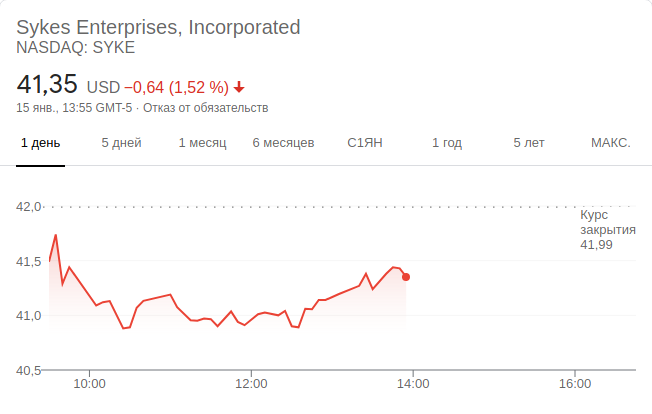 Sykes Enterprises, Incorporated
NASDAQ: SYKE
41,35 USD −0,64 (1,52 %) ↓
15 янв., 13:55 GMT-5 · Отказ от обязательств
1 день 5 дней 1 месяц 6 месяцев С1ЯН 1 год 5 лет МАКС.
42,0
Курс
закрытия
41,99
41,5
41,0
40,5
10:00 12:00 14:00 16:00